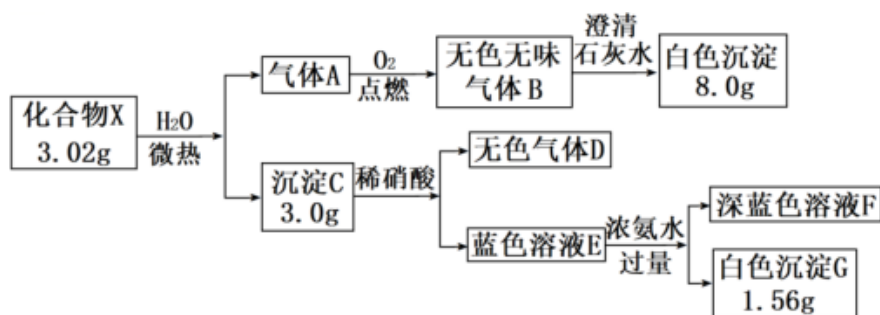 化合物X
3.02g
H₂O
微热
气体A
O₂
点燃
无色无味
气体B
澄清
石灰水
白色沉淀
8.0g
沉淀C
3.0g
稀硝酸
无色气体D
蓝色溶液E
浓氨水
过量
深蓝色溶液F
白色沉淀G
1.56g